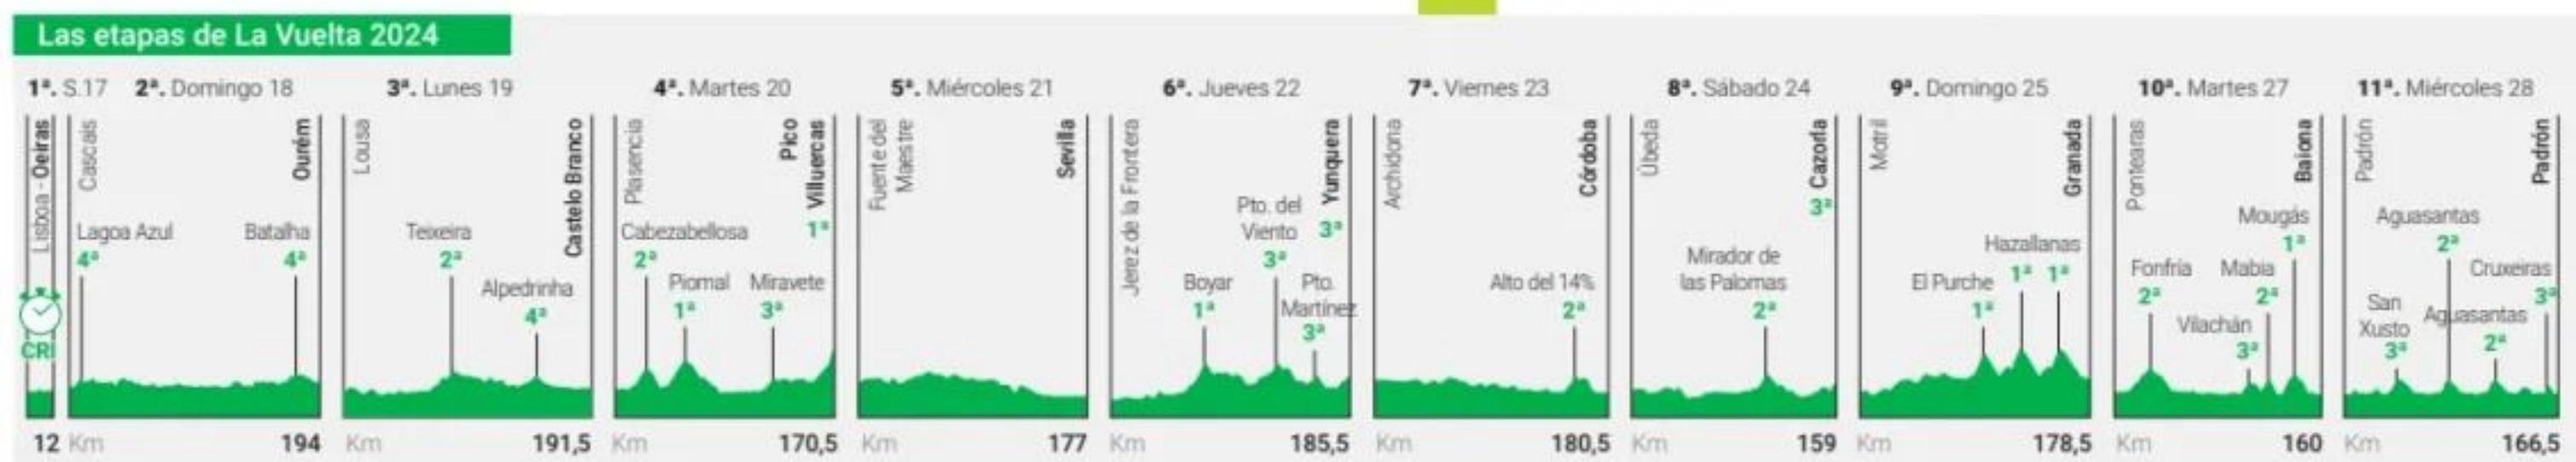 Las etapas de La Vuelta 2024
1ª. S.17
Lisboa - Oeiras
CRI
12
2ª. Domingo 18
Cascais
Ourém
Lagoa Azul
4ª
Batalha
4ª
Km
194
3ª. Lunes 19
Lousa
Castelo Branco
Teixeira
2ª
Alpedrinha
4ª
Km
191,5
4ª. Martes 20
Plasencia
Pico
Villuercas
1ª
Cabezabellosa
2ª
Piornal
1ª
Miravete
3ª
Km
170,5
5ª. Miércoles 21
Fuente del
Maestre
Sevilla
Km
177
6ª. Jueves 22
Jerez de la Frontera
Yunquera
3ª
Boyar
1ª
Pto. del
Viento
3ª
Pto.
Martínez
3ª
Km
185,5
7ª. Viernes 23
Archidona
Córdoba
Alto del 14%
2ª
Km
180,5
8ª. Sábado 24
Úbeda
Cazorla
3ª
Mirador de
las Palomas
2ª
Km
159
9ª. Domingo 25
Motril
Granada
El Purche
1ª
Hazallanas
1ª 1ª
Km
178,5
10ª. Martes 27
Ponteareas
Baiona
Fonfría
2ª
Vilachán
3ª
Mabia
2ª
Mougás
1ª
Km
160
11ª. Miércoles 28
Padrón
Padrón
San
Xusto
3ª
Aguasantas
2ª
Aguasantas
2ª
Cruxeiras
3ª
Km
166,5